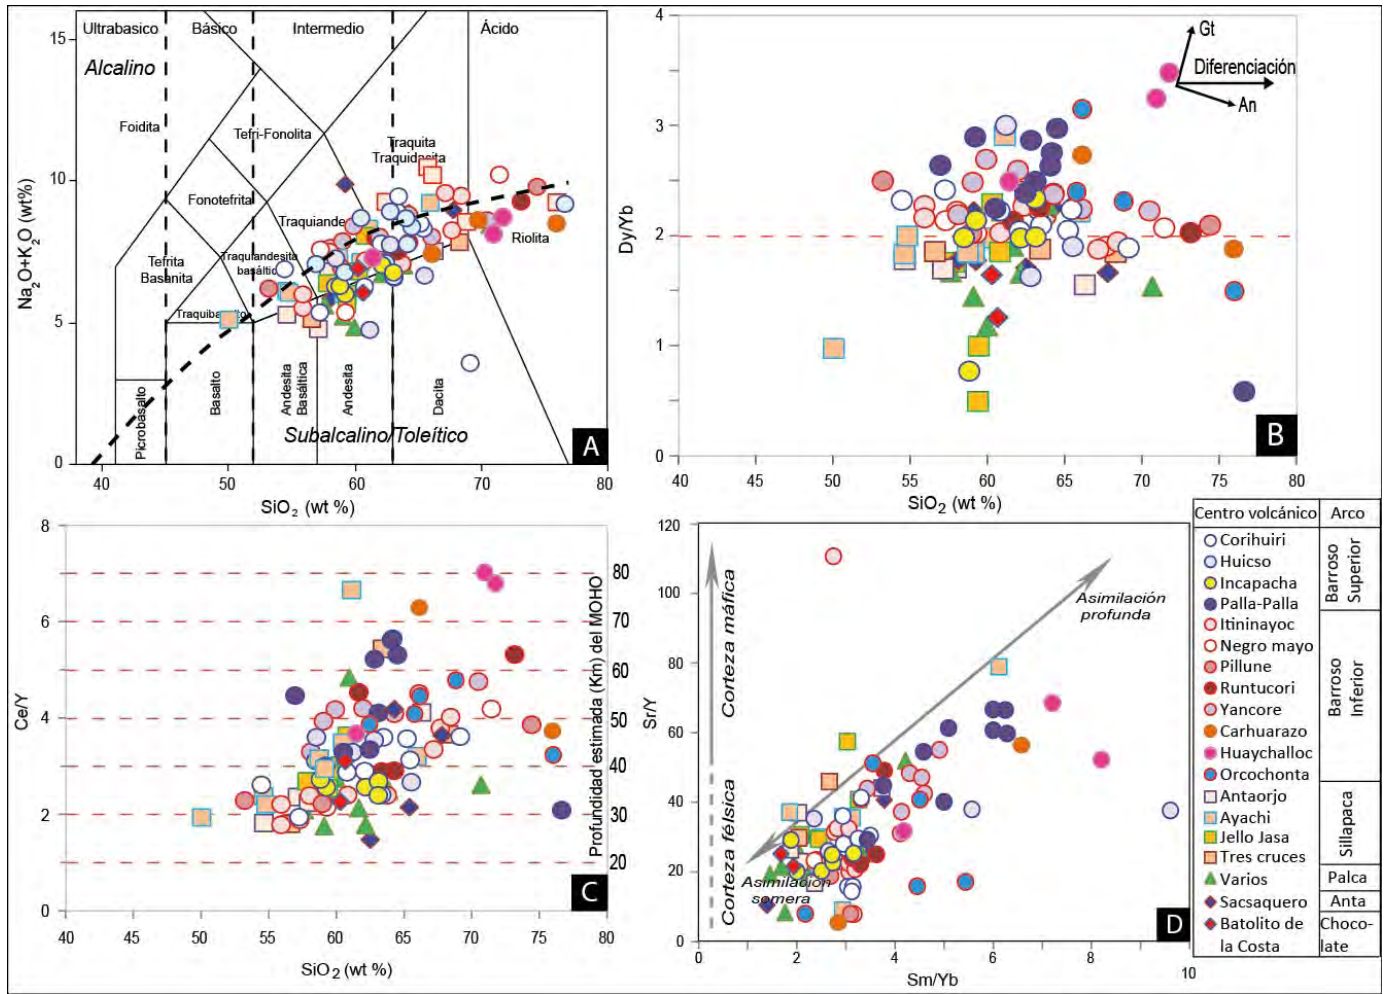 Ultrabasico
Básico
Intermedio
Ácido
Alcalino
Foidita
Tefri-Fonolita
Traquita
Traquidasita
Fonotefrita
Traquiande
Riolita
Tefrita
Basanita
Traquiandesita
basáltic
Traquibasalto
Picrobasalto
Basalto
Andesita
Basáltica
Andesita
Dacita
Subalcalino/Toleítico
A
Na2O+K2O (wt%)
15
10
5
0
40
50
60
70
80
SiO2 (wt %)
Gt
Diferenciación
An
B
Dy/Yb
4
3
2
1
0
40
45
50
55
60
65
70
75
80
SiO2 (wt %)
Ce/Y
8
6
4
2
0
80
70
60
50
40
30
20
Profundidad estimada (Km) del MOHO
C
40
45
50
55
60
65
70
75
80
SiO2 (wt %)
Sr/Y
120
100
80
60
40
20
0
Corteza máfica
Corteza félsica
Asimilación
profunda
Asimilación
somera
D
2
4
6
8
10
Sm/Yb
Centro volcánico
Arco
Corihuiri
Huicso
Incapacha
Palla-Palla
Itininayoc
Negro mayo
Pillune
Runtucori
Yancore
Carhuarazo
Huaychalloc
Orcochonta
Antaorjo
Ayachi
Jello Jasa
Tres cruces
Varios
Sacsaquero
Batolito de
la Costa
Barroso
Superior
Barroso
Inferior
Sillapaca
Palca
Anta
Choco-
late